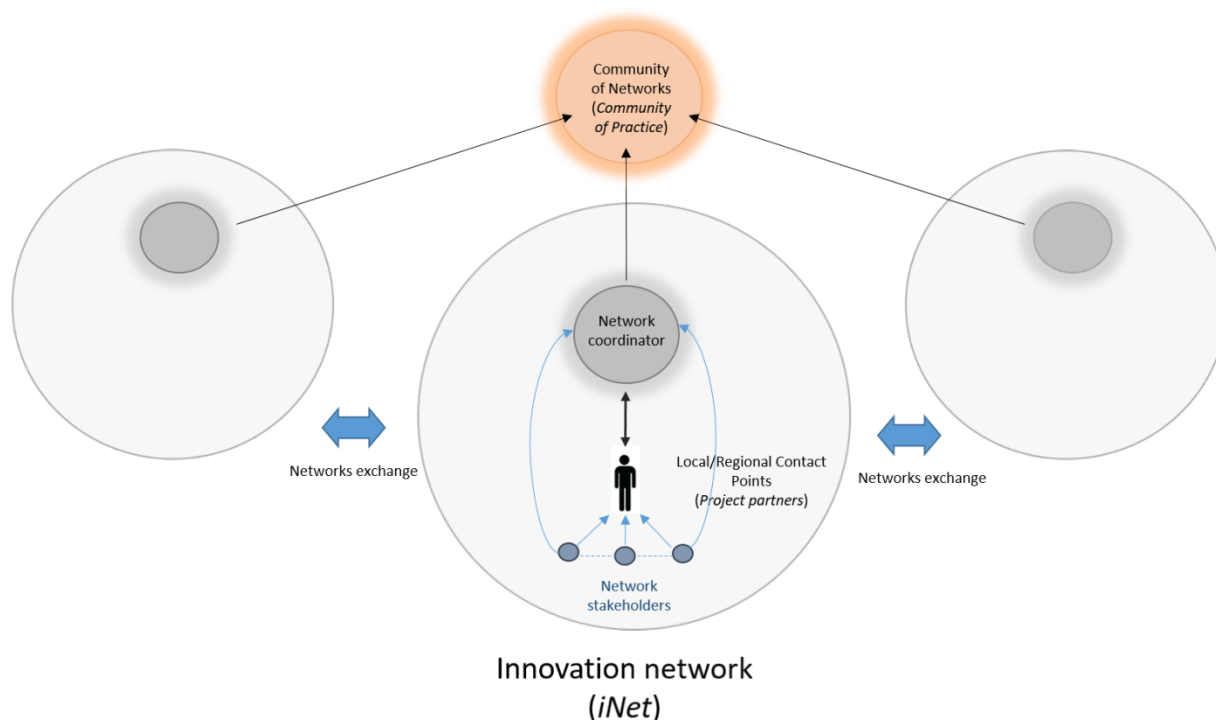 Community
of Networks
(Community
of Practice)
Network
coordinator
Local/Regional Contact
Points
(Project partners)
Networks exchange
Networks exchange
Network
stakeholders
Innovation network
(iNet)